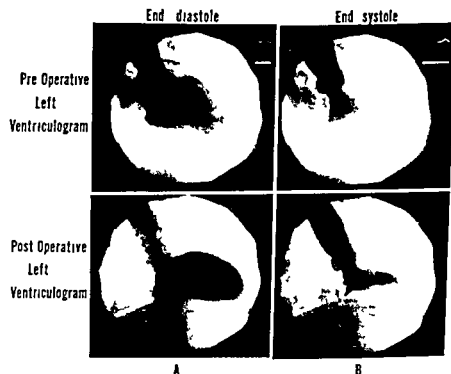 End diastole
End systole
Pre Operative
Left
Ventriculogram
Post Operative
Left
Ventriculogram
A
B